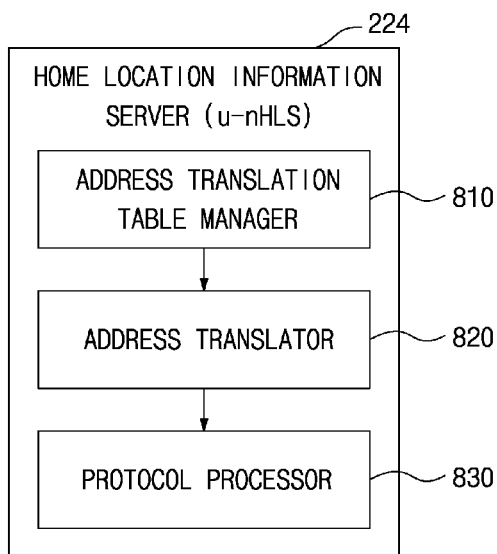 224
HOME LOCATION INFORMATION
SERVER (u-nHLS)
ADDRESS TRANSLATION
TABLE MANAGER
810
ADDRESS TRANSLATOR
820
PROTOCOL PROCESSOR
830